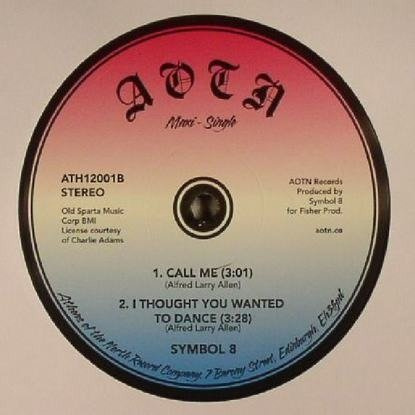 AOTN
Maxi-Single
ATH12001B
STEREO
Old Sparta Music
Corp BMI
License courtesy
of Charlie Adams
AOTN Records
Produced by
Symbol 8
for Fisher Prod.
aotn.co
1. CALL ME (3:01)
(Alfred Larry Allen)
2. I THOUGHT YOU WANTED
TO DANCE (3:28)
(Alfred Larry Allen)
SYMBOL 8
Athens of the North Record Company, 7 Barony Street, Edinburgh,